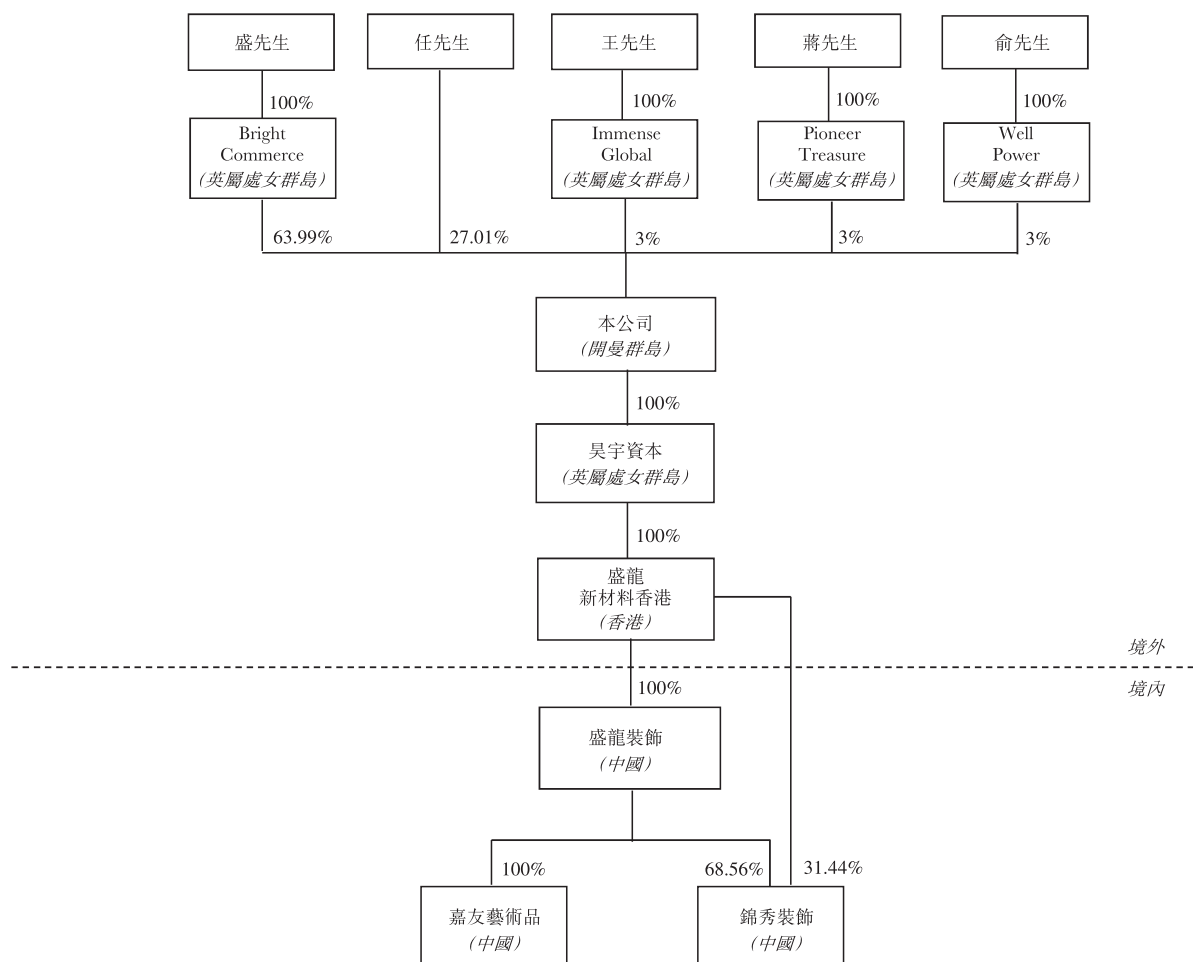 盛先生
任先生
王先生
蔣先生
俞先生
100%
100%
100%
100%
Bright
Commerce
(英屬處女群島)
Immense
Global
(英屬處女群島)
Pioneer
Treasure
(英屬處女群島)
Well
Power
(英屬處女群島)
63.99%
27.01%
3%
3%
3%
本公司
(開曼群島)
100%
昊宇資本
(英屬處女群島)
100%
盛龍
新材料香港
(香港)
境外
境內
100%
盛龍裝飾
(中國)
100%
68.56%
31.44%
嘉友藝術品
(中國)
錦秀裝飾
(中國)